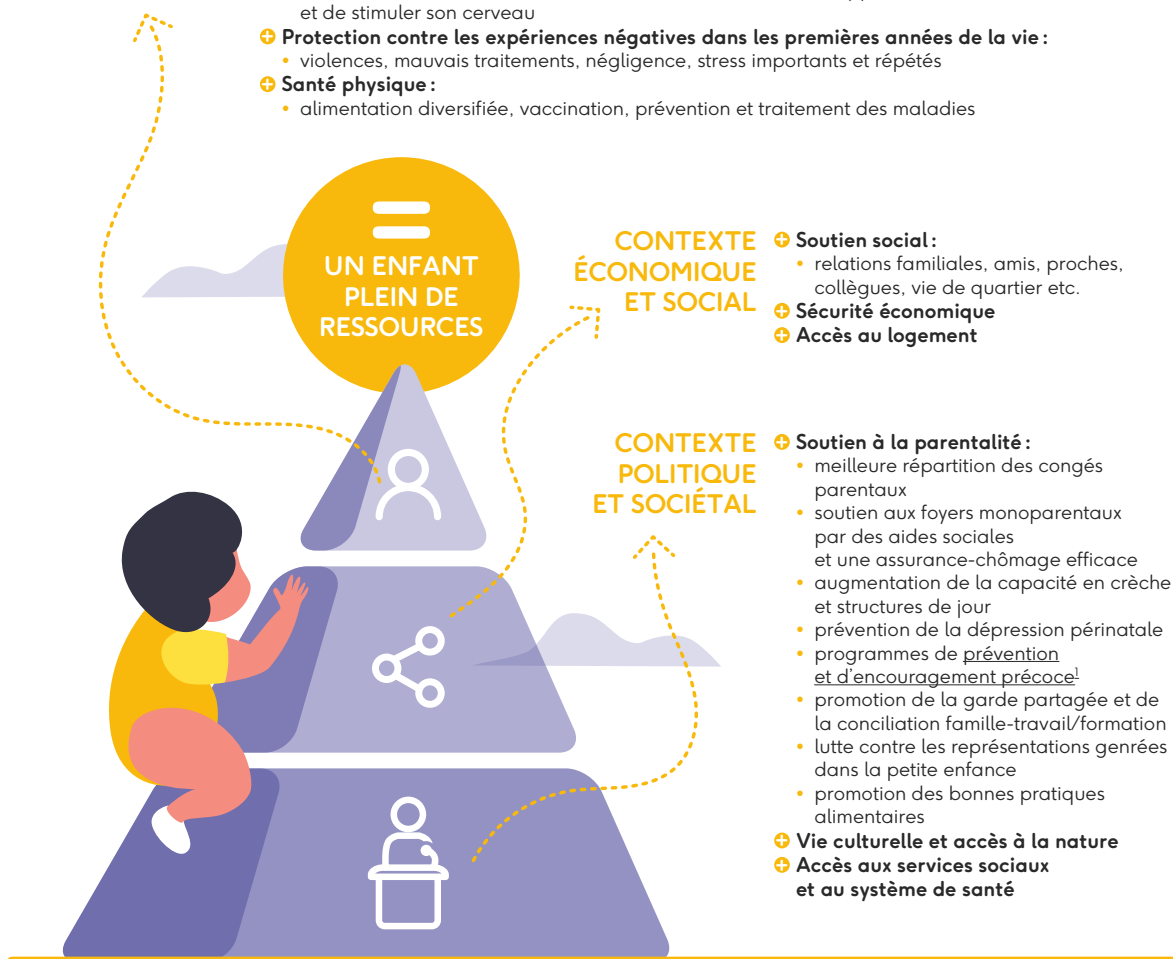 et de stimuler son cerveau
Protection contre les expériences négatives dans les premières années de la vie :
• violences, mauvais traitements, négligence, stress importants et répétés
Santé physique :
• alimentation diversifiée, vaccination, prévention et traitement des maladies
UN ENFANT
PLEIN DE
RESSOURCES
CONTEXTE
ÉCONOMIQUE
ET SOCIAL
Soutien social :
• relations familiales, amis, proches,
collègues, vie de quartier etc.
Sécurité économique
Accès au logement
CONTEXTE
POLITIQUE
ET SOCIÉTAL
Soutien à la parentalité :
• meilleure répartition des congés
parentaux
• soutien aux foyers monoparentaux
par des aides sociales
et une assurance-chômage efficace
• augmentation de la capacité en crèche
et structures de jour
• prévention de la dépression périnatale
• programmes de prévention
et d'encouragement précoce¹
• promotion de la garde partagée et de
la conciliation famille-travail/formation
• lutte contre les représentations genrées
dans la petite enfance
• promotion des bonnes pratiques
alimentaires
Vie culturelle et accès à la nature
Accès aux services sociaux
et au système de santé